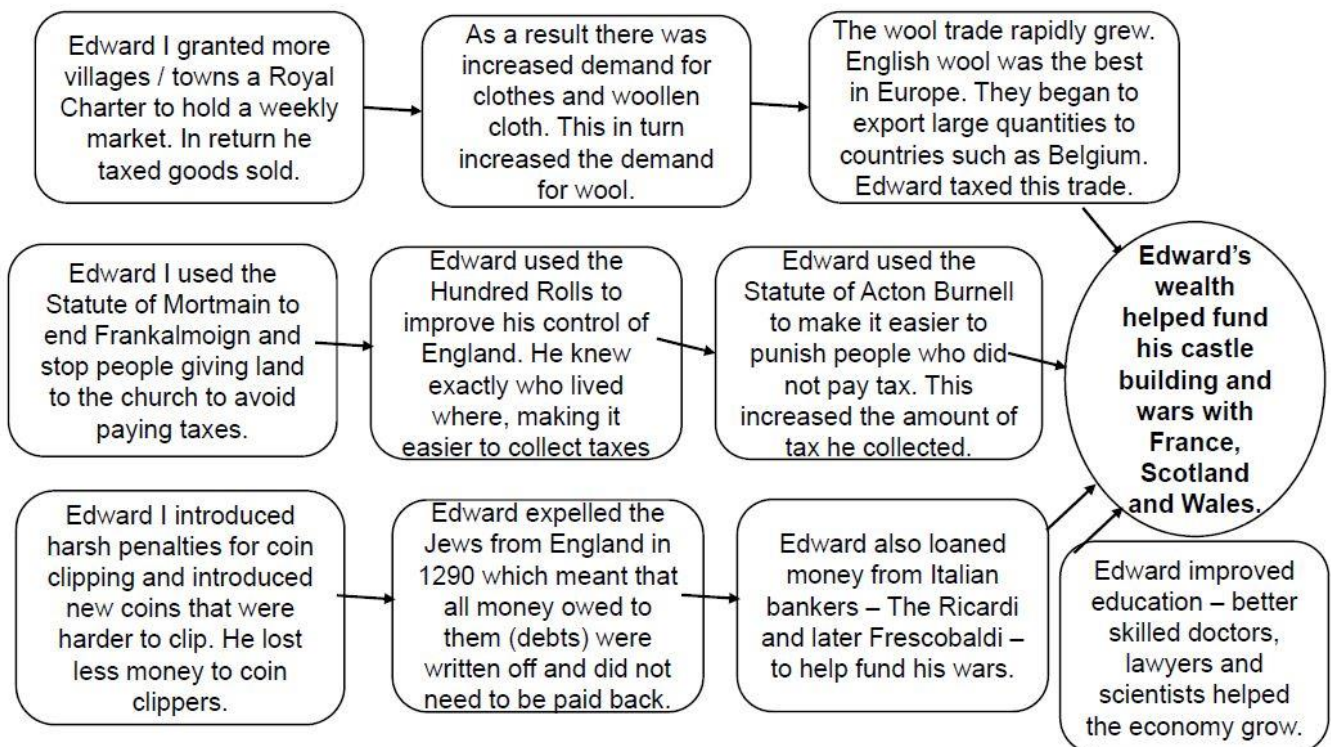 Edward I granted more
villages / towns a Royal
Charter to hold a weekly
market. In return he
taxed goods sold.
As a result there was
increased demand for
clothes and woollen
cloth. This in turn
increased the demand
for wool.
The wool trade rapidly grew.
English wool was the best
in Europe. They began to
export large quantities to
countries such as Belgium.
Edward taxed this trade.
Edward I used the
Statute of Mortmain to
end Frankalmoign and
stop people giving land
to the church to avoid
paying taxes.
Edward used the
Hundred Rolls to
improve his control of
England. He knew
exactly who lived
where, making it
easier to collect taxes
Edward used the
Statute of Acton Burnell
to make it easier to
punish people who did
not pay tax. This
increased the amount of
tax he collected.
Edward's
wealth
helped fund
his castle
building and
wars with
France,
Scotland
and Wales.
Edward I introduced
harsh penalties for coin
clipping and introduced
new coins that were
harder to clip. He lost
less money to coin
clippers.
Edward expelled the
Jews from England in
1290 which meant that
all money owed to
them (debts) were
written off and did not
need to be paid back.
Edward also loaned
money from Italian
bankers – The Ricardi
and later Frescobaldi –
to help fund his wars.
Edward improved
education – better
skilled doctors,
lawyers and
scientists helped
the economy grow.